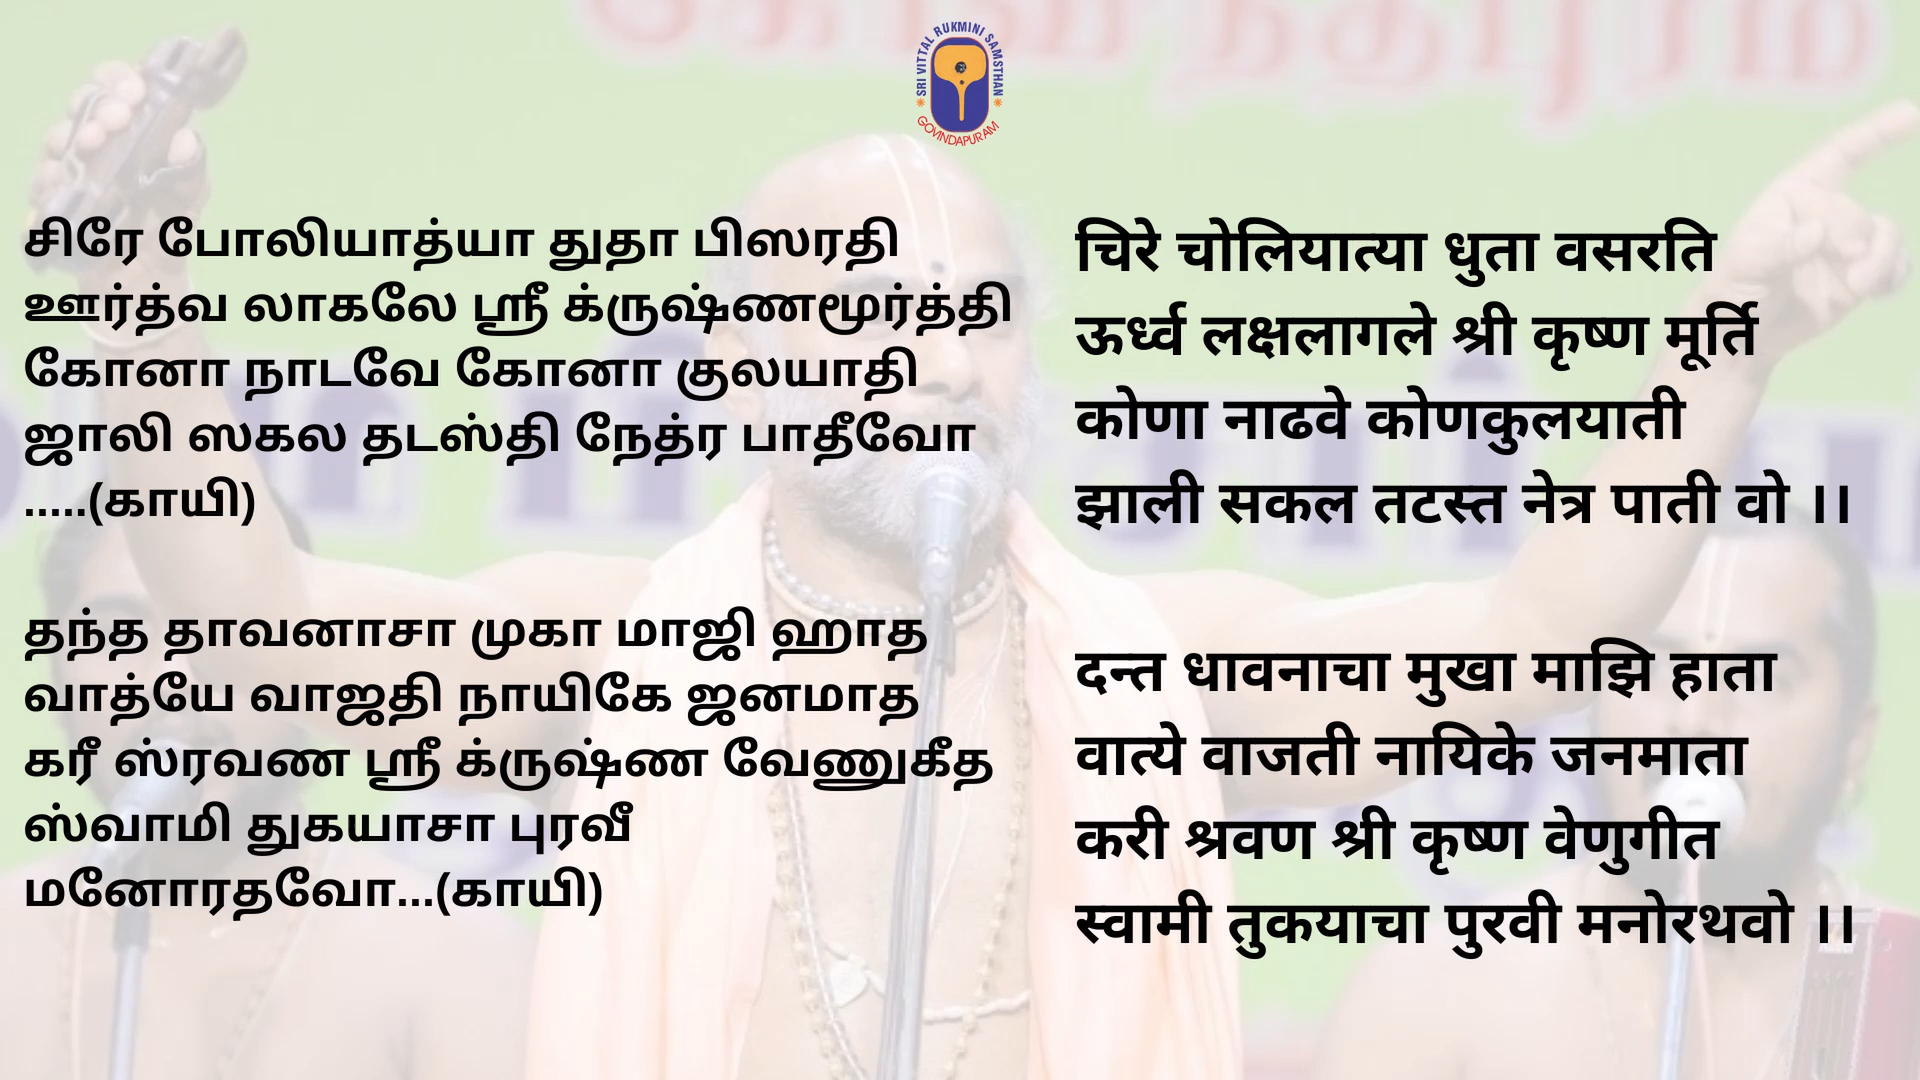 SRI VITTAL RUKMINI SAMSTHAN
GOVINDAPURAM
சிரே போலியாத்யா துதா பிஸரதி
ஊர்த்வ லாகலே ஸ்ரீ க்ருஷ்ணமூர்த்தி
கோனா நாடவே கோனா குலயாதி
ஜாலி ஸகல தடஸ்தி நேத்ர பாதீவோ
.....(காயி)
தந்த தாவனாசா முகா மாஜி ஹாத
வாத்யே வாஜதி நாயிகே ஜனமாத
கரீ ஸ்ரவண ஸ்ரீ க்ருஷ்ண வேணுகீத
ஸ்வாமி துகயாசா புரவீ
மனோரதவோ...(காயி)
चिरे चोलियात्या धुता वसरति
ऊर्ध्व लक्षलागले श्री कृष्ण मूर्ति
कोणा नाढवे कोणकुलयाती
झाली सकल तटस्त नेत्र पाती वो ।।
दन्त धावनाचा मुखा माझि हाता
वात्ये वाजती नायिके जनमाता
करी श्रवण श्री कृष्ण वेणुगीत
स्वामी तुकयाचा पुरवी मनोरथवो ।।